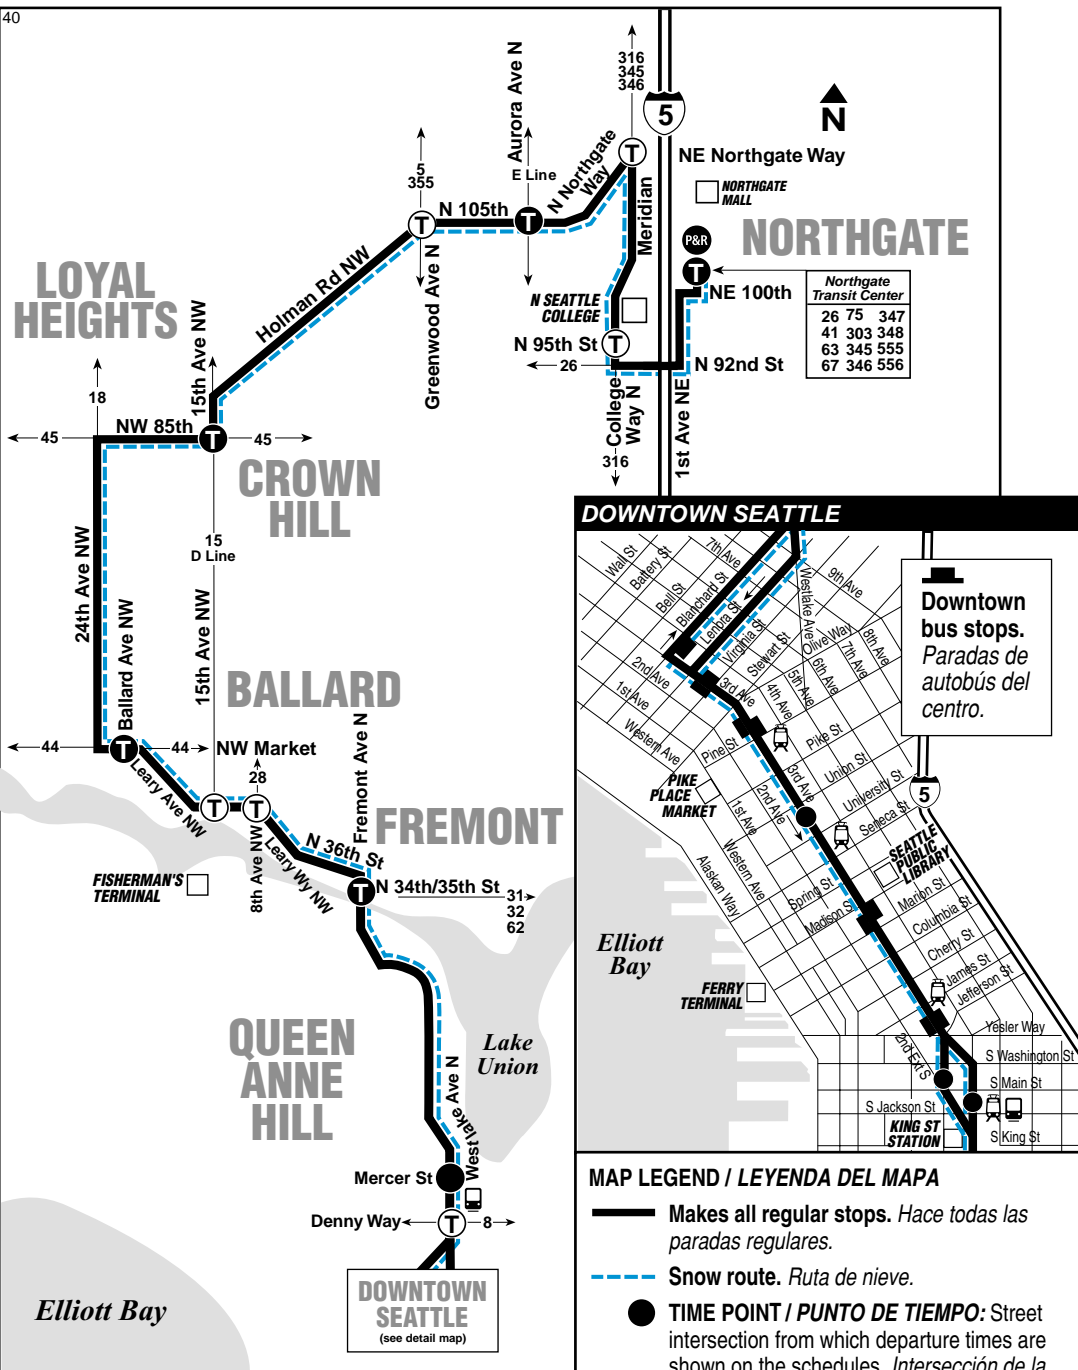 40
316
345
346
5
Aurora Ave N
N
NE Northgate Way
5
355
E Line
N Northgate
Way
NORTHGATE
MALL
N 105th
Meridian
P&R
NORTHGATE
T
LOYAL
HEIGHTS
Holman Rd NW
Greenwood Ave N
N SEATTLE
COLLEGE
NE 100th
Northgate
Transit Center
26 75 347
41 303 348
63 345 555
67 346 556
15th Ave NW
N 95th St
T
26
N 92nd St
18
College
Way N
1st Ave NE
45
NW 85th
T
45
CROWN
HILL
316
15
D Line
24th Ave NW
Ballard Ave NW
15th Ave NW
BALLARD
44
T
44
NW Market
28
Leary Ave NW
T
T
Fremont Ave N
FREMONT
8th Ave NW
Leary Wy NW
N 36th St
FISHERMAN'S
TERMINAL
T
N 34th/35th St
31
32
62
QUEEN
ANNE
HILL
Lake
Union
Westlake Ave N
Mercer St
Denny Way
T
8
DOWNTOWN
SEATTLE
(see detail map)
Elliott Bay
DOWNTOWN SEATTLE
Wall St
Battery St
Bell St
Blanchard St
Lenora St
Virginia St
Stewart St
Olive Way
7th Ave
Westlake Ave
9th Ave
8th Ave
7th Ave
6th Ave
5th Ave
4th Ave
3rd Ave
2nd Ave
1st Ave
Western Ave
Downtown
bus stops.
Paradas de
autobús del
centro.
Pine St
Pike St
Union St
University St
Seneca St
5
PIKE
PLACE
MARKET
3rd Ave
2nd Ave
1st Ave
Western Ave
Alaskan Way
SEATTLE
PUBLIC
LIBRARY
Spring St
Madison St
Marion St
Columbia St
Cherry St
James St
Jefferson St
Elliott
Bay
FERRY
TERMINAL
Yesler Way
2nd Ext S
S Washington St
S Main St
S Jackson St
KING ST
STATION
S King St
MAP LEGEND / LEYENDA DEL MAPA
Makes all regular stops. Hace todas las
paradas regulares.
Snow route. Ruta de nieve.
TIME POINT / PUNTO DE TIEMPO: Street
intersection from which departure times are
shown on the schedules. Intersección de la